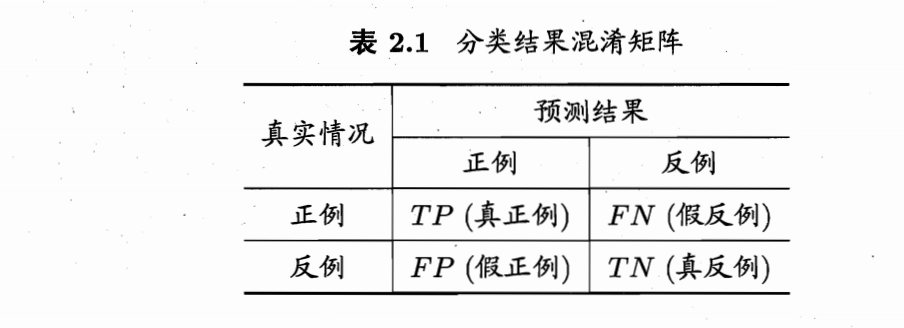 表 2.1 分类结果混淆矩阵
真实情况 预测结果
正例 反例
正例 TP (真正例) FN (假反例)
反例 FP (假正例) TN (真反例)